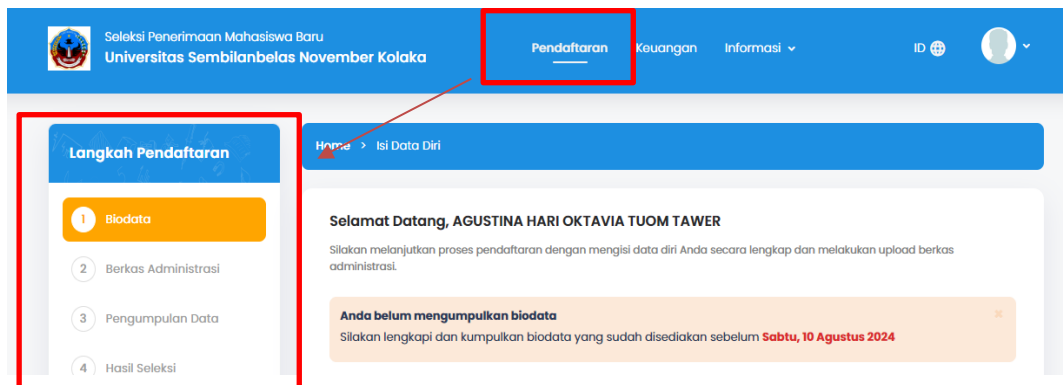 Seleksi Penerimaan Mahasiswa Baru
Universitas Sembilanbelas November Kolaka
Pendaftaran
Keuangan
Informasi
ID
Langkah Pendaftaran
1 Biodata
2 Berkas Administrasi
3 Pengumpulan Data
4 Hasil Seleksi
Home > Isi Data Diri
Selamat Datang, AGUSTINA HARI OKTAVIA TUOM TAWER
Silakan melanjutkan proses pendaftaran dengan mengisi data diri Anda secara lengkap dan melakukan upload berkas
administrasi.
Anda belum mengumpulkan biodata
Silakan lengkapi dan kumpulkan biodata yang sudah disediakan sebelum Sabtu, 10 Agustus 2024